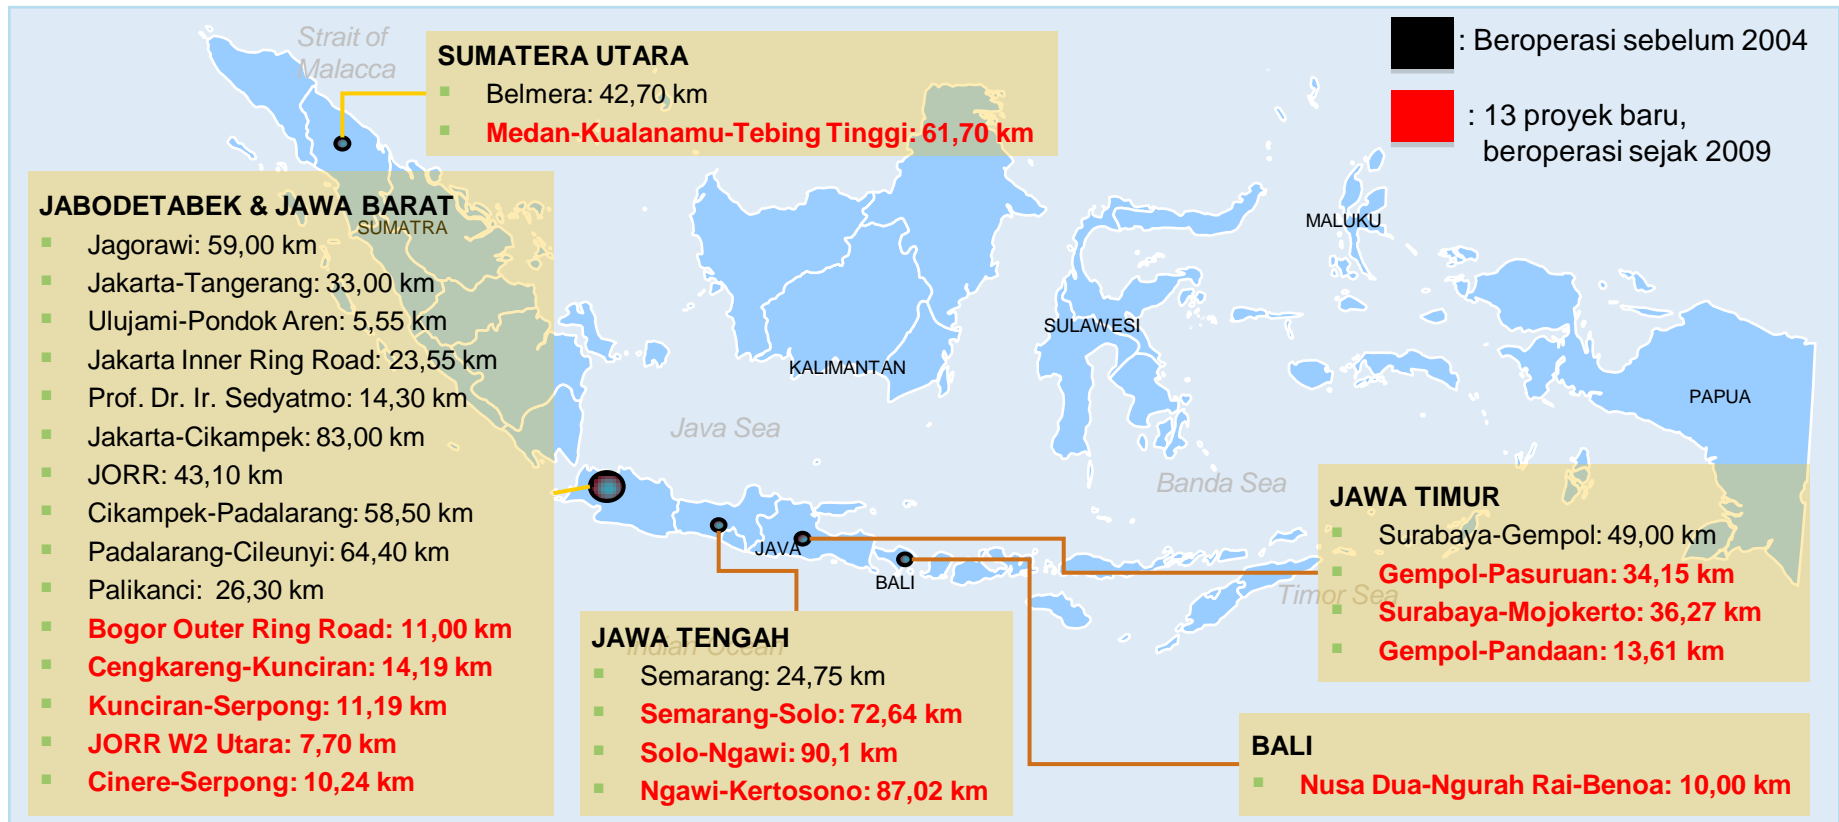 Strait of
Malacca
SUMATERA UTARA
Belmera: 42,70 km
Medan-Kualanamu-Tebing Tinggi: 61,70 km
: Beroperasi sebelum 2004
: 13 proyek baru,
beroperasi sejak 2009
JABODETABEK & JAWA BARAT
SUMATRA
Jagorawi: 59,00 km
Jakarta-Tangerang: 33,00 km
Ulujami-Pondok Aren: 5,55 km
Jakarta Inner Ring Road: 23,55 km
Prof. Dr. Ir. Sedyatmo: 14,30 km
Jakarta-Cikampek: 83,00 km
JORR: 43,10 km
Cikampek-Padalarang: 58,50 km
Padalarang-Cileunyi: 64,40 km
Palikanci: 26,30 km
Bogor Outer Ring Road: 11,00 km
Cengkareng-Kunciran: 14,19 km
Kunciran-Serpong: 11,19 km
JORR W2 Utara: 7,70 km
Cinere-Serpong: 10,24 km
KALIMANTAN
SULAWESI
MALUKU
PAPUA
Java Sea
Banda Sea
JAVA
BALI
Timor Sea
Indian Ocean
JAWA TENGAH
Semarang: 24,75 km
Semarang-Solo: 72,64 km
Solo-Ngawi: 90,1 km
Ngawi-Kertosono: 87,02 km
JAWA TIMUR
Surabaya-Gempol: 49,00 km
Gempol-Pasuruan: 34,15 km
Surabaya-Mojokerto: 36,27 km
Gempol-Pandaan: 13,61 km
BALI
Nusa Dua-Ngurah Rai-Benoa: 10,00 km